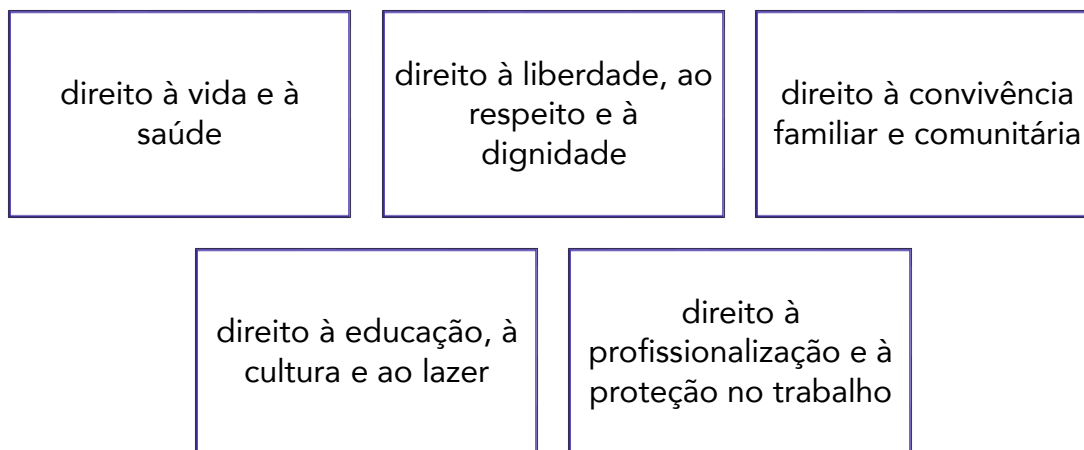 direito à vida e à
saúde
direito à liberdade, ao
respeito e à
dignidade
direito à convivência
familiar e comunitária
direito à educação, à
cultura e ao lazer
direito à
profissionalização e à
proteção no trabalho